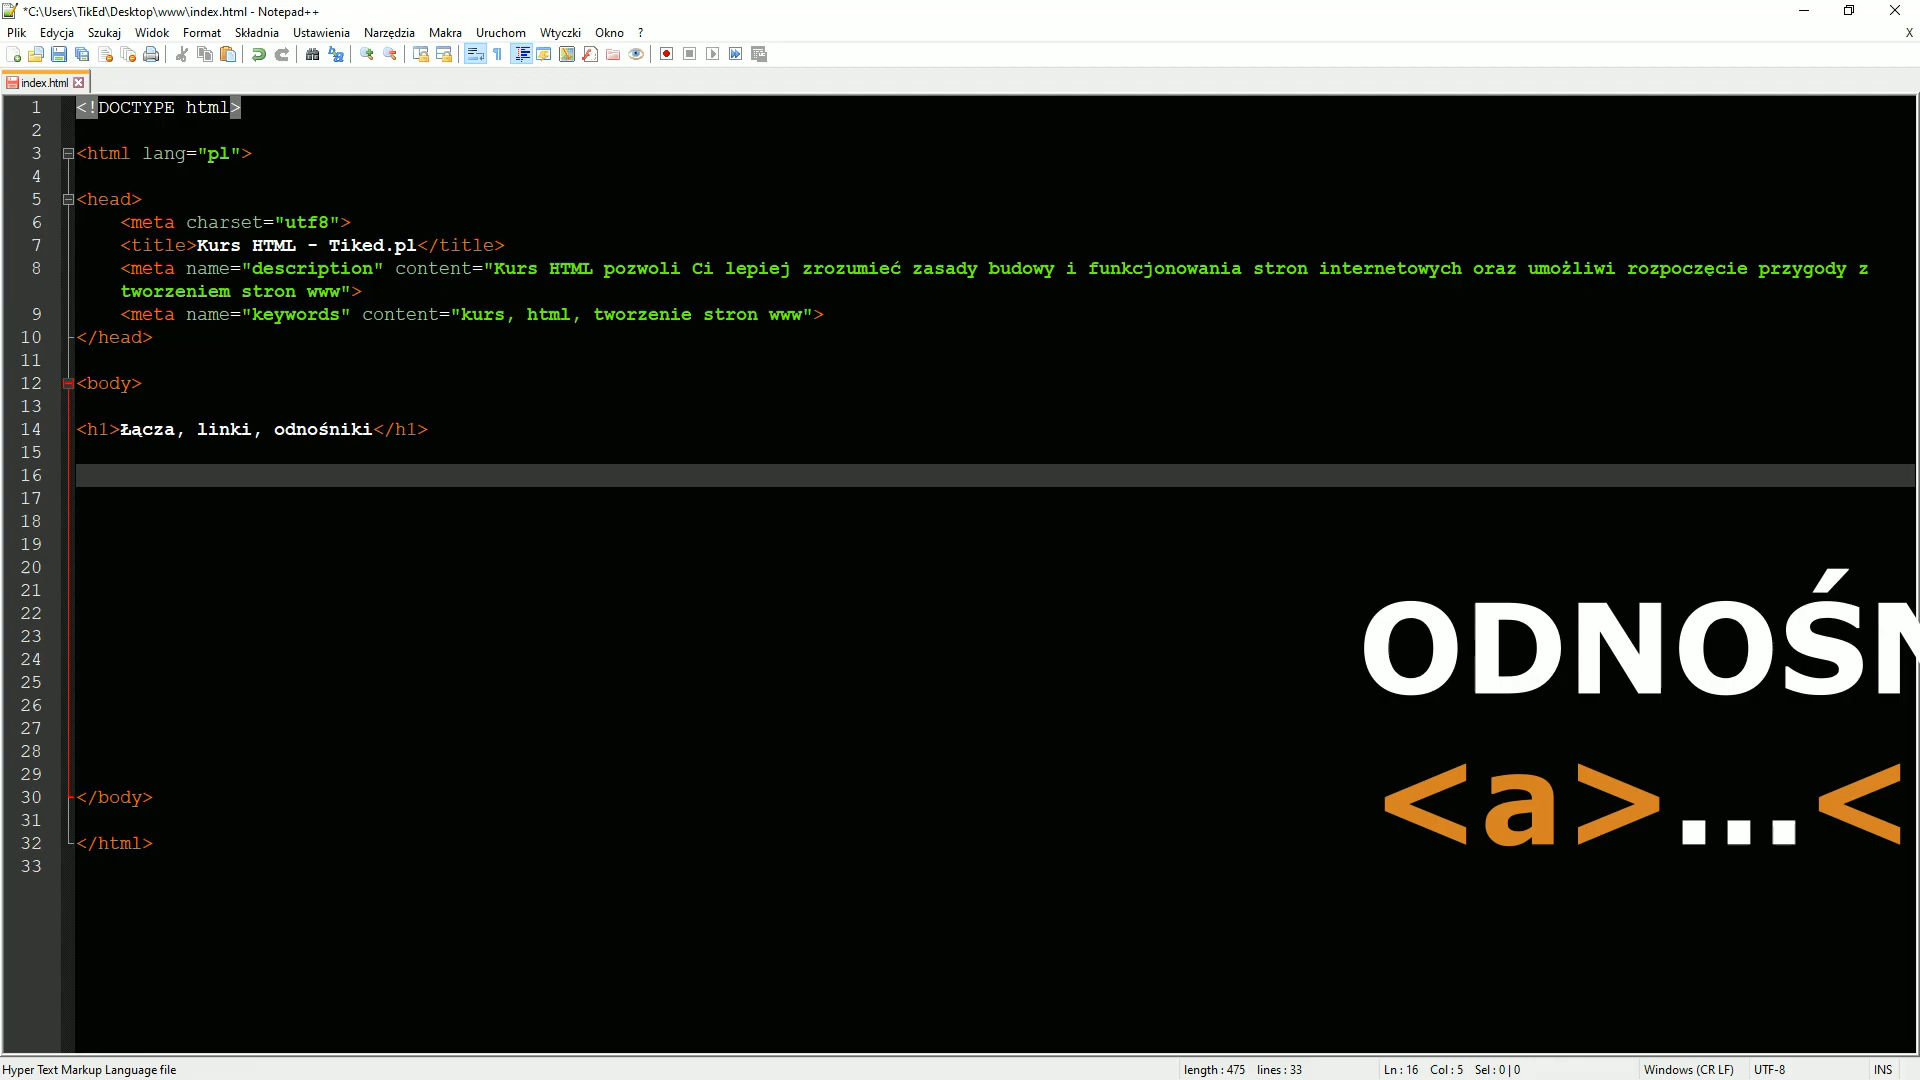 *C:\Users\TikEd\Desktop\www\index.html - Notepad++
Plik Edycja Szukaj Widok Format Składnia Ustawienia Narzędzia Makra Uruchom Wtyczki Okno ? X
index.html
1 <!DOCTYPE html>
2
3 <html lang="pl">
4
5 <head>
6 <meta charset="utf8">
7 <title>Kurs HTML - Tiked.pl</title>
8 <meta name="description" content="Kurs HTML pozwoli Ci lepiej zrozumieć zasady budowy i funkcjonowania stron internetowych oraz umożliwi rozpoczęcie przygody z
tworzeniem stron www">
9 <meta name="keywords" content="kurs, html, tworzenie stron www">
10 </head>
11
12 <body>
13
14 <h1>Łącza, linki, odnośniki</h1>
15
16
17
18
19
20
21
22
23
24
25
26
27
28
29
30 </body>
31
32 </html>
33
ODNOŚN
<a>...<
Hyper Text Markup Language file length : 475 lines : 33 Ln : 16 Col : 5 Sel : 0 | 0 Windows (CR LF) UTF-8 INS